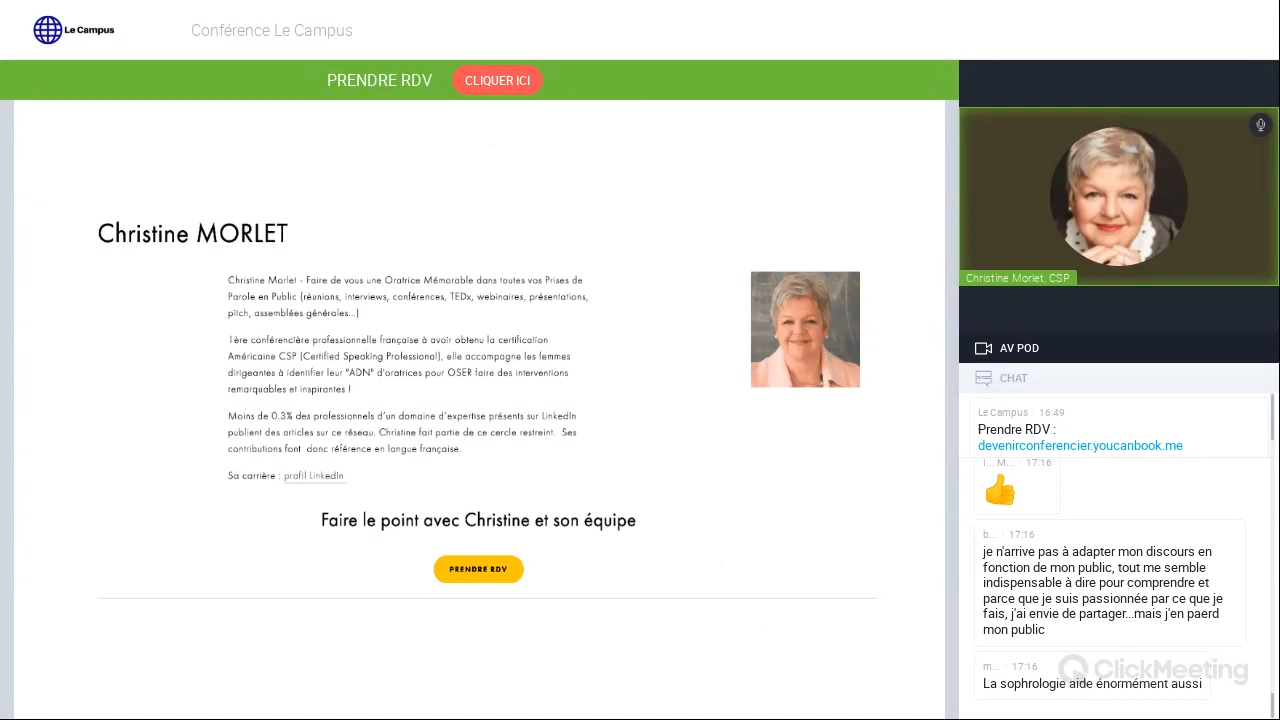 Le Campus
Conférence Le Campus
PRENDRE RDV
CLIQUER ICI
Christine MORLET
Christine Morlet - Faire de vous une Oratrice Mémorable dans toutes vos Prises de
Parole en Public (réunions, interviews, conférences, TEDx, webinaires, présentations,
pitch, assemblées générales...)
1ère conférencière professionnelle française à avoir obtenu la certification
Américaine CSP (Certified Speaking Professional), elle accompagne les femmes
dirigeantes à identifier leur "ADN" d'oratrices pour OSER faire des interventions
remarquables et inspirantes !
Moins de 0.3% des professionnels d'un domaine d'expertise présents sur LinkedIn
publient des articles sur ce réseau. Christine fait partie de ce cercle restreint. Ses
contributions font donc référence en langue française.
Sa carrière : profil LinkedIn
Faire le point avec Christine et son équipe
PRENDRE RDV
Christine Morlet, CSP
AV POD
CHAT
Le Campus 16:49
Prendre RDV :
devenirconferencier.youcanbook.me
I... M... 17:16
b... 17:16
je n'arrive pas à adapter mon discours en
fonction de mon public, tout me semble
indispensable à dire pour comprendre et
parce que je suis passionnée par ce que je
fais, j'ai envie de partager...mais j'en paerd
mon public
m... 17:16
La sophrologie aide énormément aussi
ClickMeeting